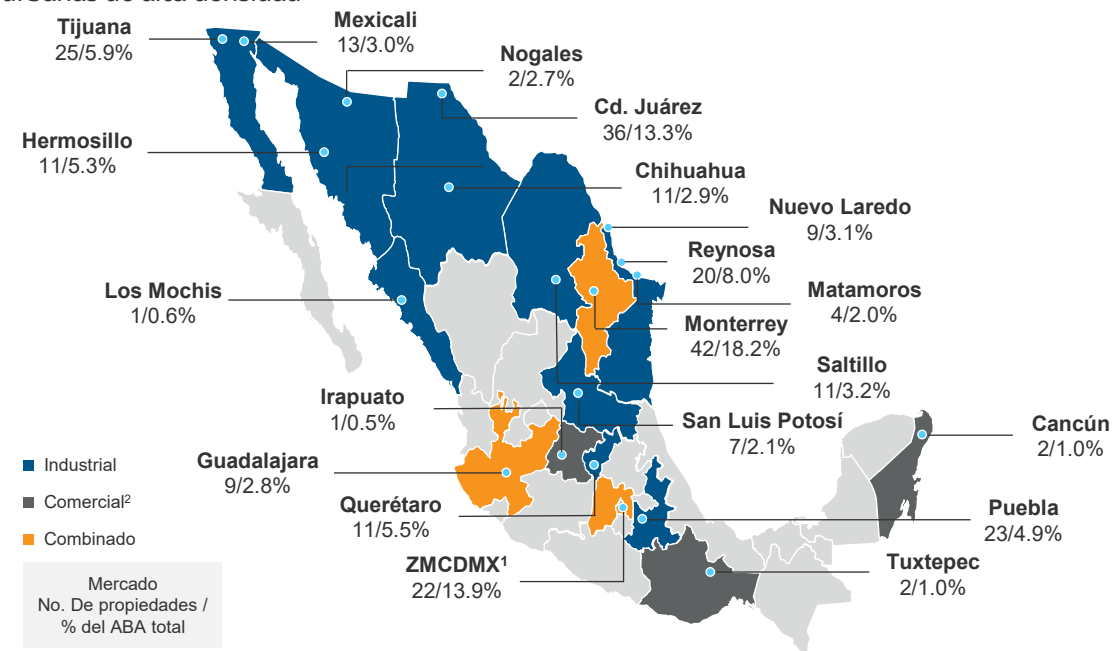 urbanas de alta densidad
Tijuana
25/5.9%
Mexicali
13/3.0%
Nogales
2/2.7%
Cd. Juárez
36/13.3%
Hermosillo
11/5.3%
Chihuahua
11/2.9%
Nuevo Laredo
9/3.1%
Reynosa
20/8.0%
Los Mochis
1/0.6%
Matamoros
4/2.0%
Monterrey
42/18.2%
Saltillo
11/3.2%
Irapuato
1/0.5%
San Luis Potosí
7/2.1%
Cancún
2/1.0%
Guadalajara
9/2.8%
Querétaro
11/5.5%
Puebla
23/4.9%
ZMCDMX¹
22/13.9%
Tuxtepec
2/1.0%
Industrial
Comercial²
Combinado
Mercado
No. De propiedades /
% del ABA total